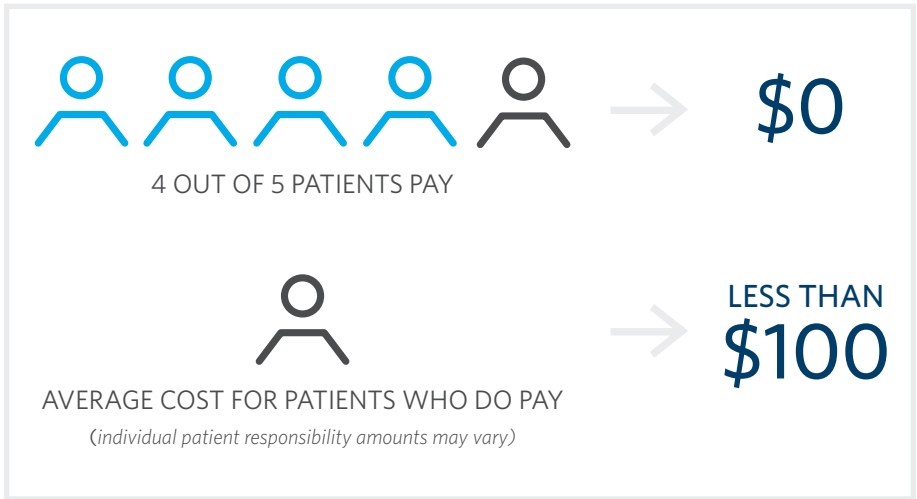 $0
4 OUT OF 5 PATIENTS PAY
LESS THAN
$100
AVERAGE COST FOR PATIENTS WHO DO PAY
(individual patient responsibility amounts may vary)